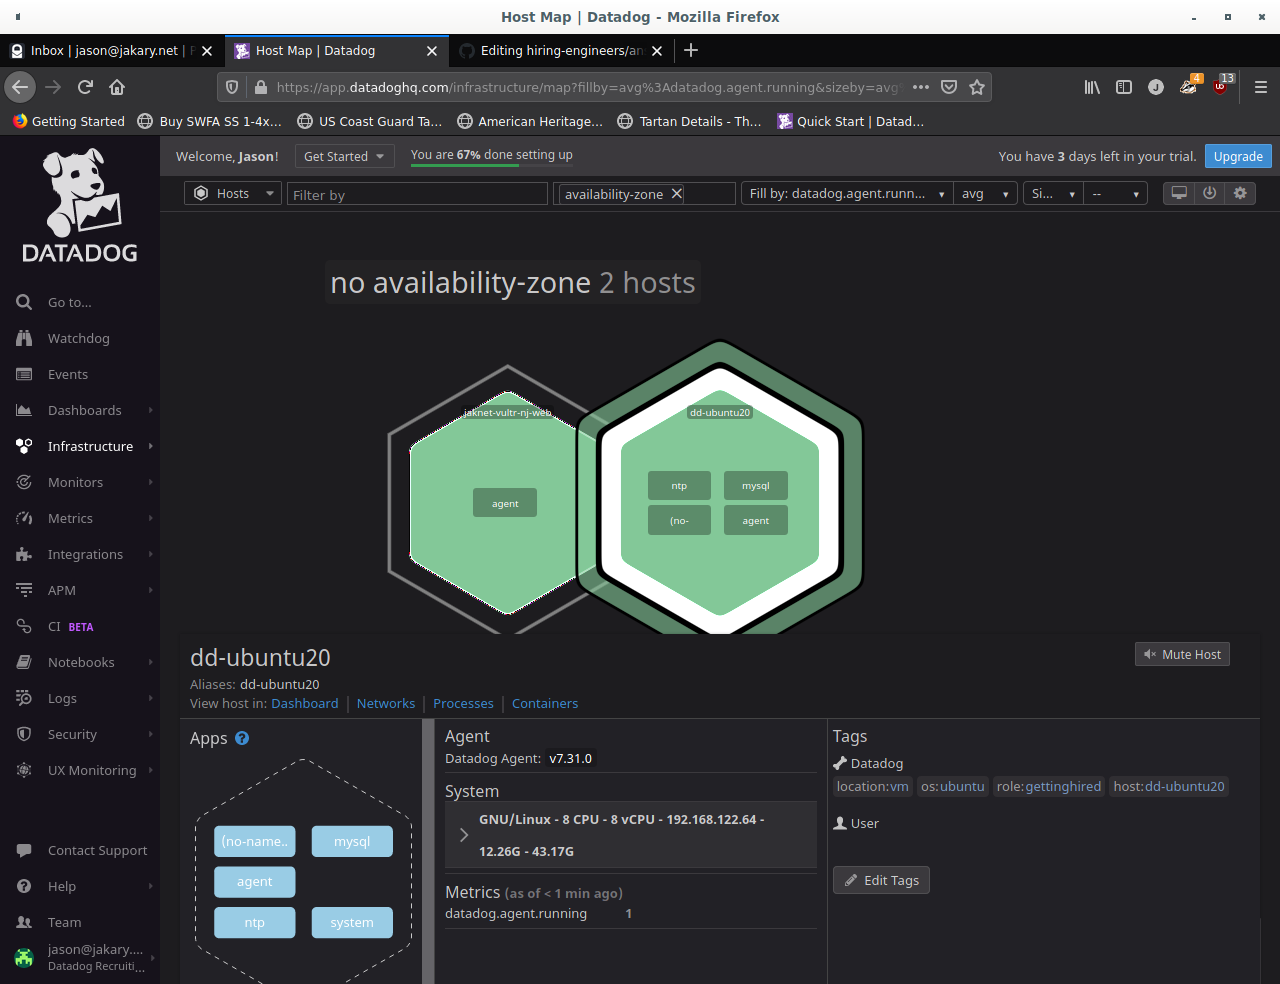 Host Map | Datadog - Mozilla Firefox
Inbox | jason@jakary.net |
Host Map | Datadog
Editing hiring-engineers/an
https://app.datadoghq.com/infrastructure/map?fillby=avg%3Adatadog.agent.running&sizeby=avg
J
4
13
Getting Started
Buy SWFA SS 1-4x...
US Coast Guard Ta...
American Heritage...
Tartan Details - Th...
Quick Start | Datad...
DATADOG
Go to...
Watchdog
Events
Dashboards
Infrastructure
Monitors
Metrics
Integrations
APM
CI BETA
Notebooks
Logs
Security
UX Monitoring
Contact Support
Help
Team
jason@jakary....
Datadog Recruiti...
Welcome, Jason!
Get Started
You are 67% done setting up
You have 3 days left in your trial.
Upgrade
Hosts
Filter by
availability-zone
Fill by: datadog.agent.runn...
avg
Si...
--
no availability-zone 2 hosts
jaknet-vultr-nj-web
agent
dd-ubuntu20
ntp
mysql
(no-
agent
dd-ubuntu20
Mute Host
Aliases: dd-ubuntu20
View host in: Dashboard | Networks | Processes | Containers
Apps ?
(no-name..
mysql
agent
ntp
system
Agent
Datadog Agent: v7.31.0
System
GNU/Linux - 8 CPU - 8 vCPU - 192.168.122.64 -
12.26G - 43.17G
Metrics (as of < 1 min ago)
datadog.agent.running 1
Tags
Datadog
location:vm os:ubuntu role:gettinghired host:dd-ubuntu20
User
Edit Tags